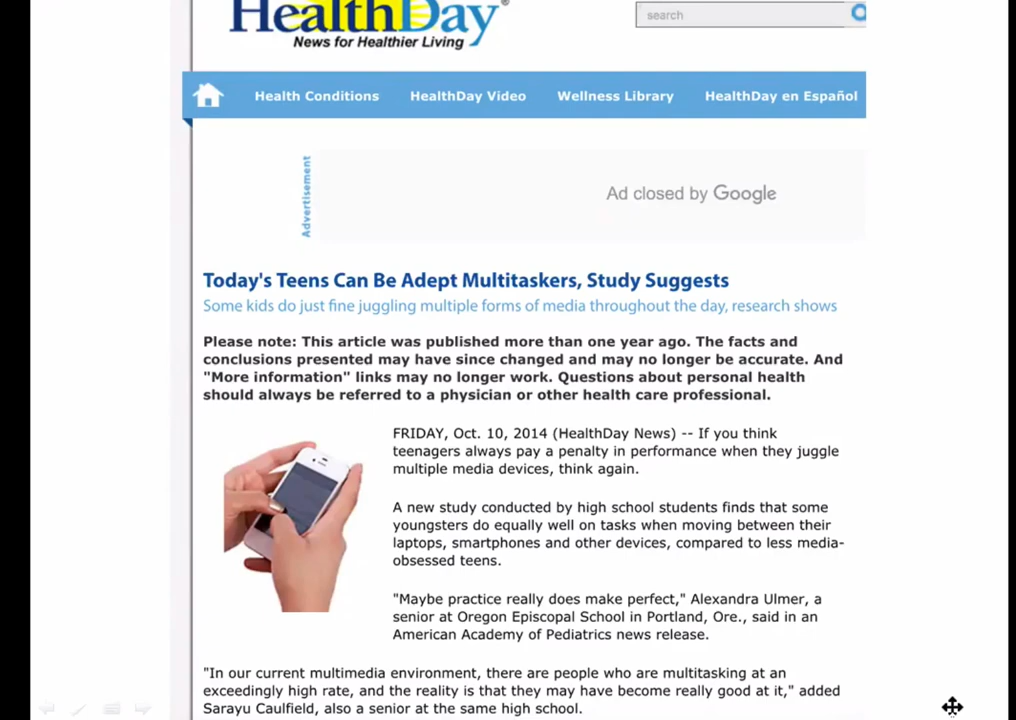 HealthDay®
News for Healthier Living
search
Health Conditions HealthDay Video Wellness Library HealthDay en Español
Advertisement
Ad closed by Google
Today's Teens Can Be Adept Multitaskers, Study Suggests
Some kids do just fine juggling multiple forms of media throughout the day, research shows
Please note: This article was published more than one year ago. The facts and
conclusions presented may have since changed and may no longer be accurate. And
"More information" links may no longer work. Questions about personal health
should always be referred to a physician or other health care professional.
FRIDAY, Oct. 10, 2014 (HealthDay News) -- If you think
teenagers always pay a penalty in performance when they juggle
multiple media devices, think again.
A new study conducted by high school students finds that some
youngsters do equally well on tasks when moving between their
laptops, smartphones and other devices, compared to less media-
obsessed teens.
"Maybe practice really does make perfect," Alexandra Ulmer, a
senior at Oregon Episcopal School in Portland, Ore., said in an
American Academy of Pediatrics news release.
"In our current multimedia environment, there are people who are multitasking at an
exceedingly high rate, and the reality is that they may have become really good at it," added
Sarayu Caulfield, also a senior at the same high school.